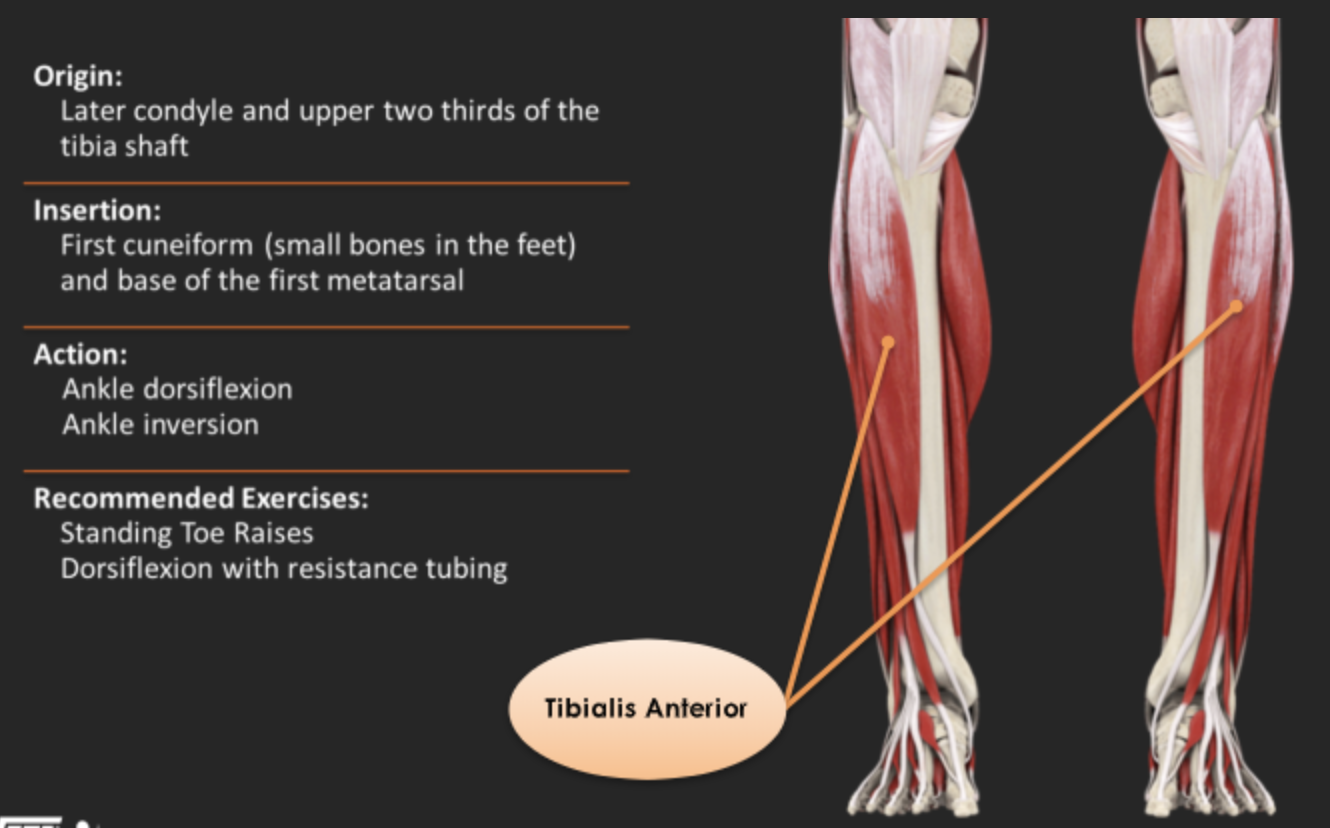 Origin:
Later condyle and upper two thirds of the
tibia shaft
Insertion:
First cuneiform (small bones in the feet)
and base of the first metatarsal
Action:
Ankle dorsiflexion
Ankle inversion
Recommended Exercises:
Standing Toe Raises
Dorsiflexion with resistance tubing
Tibialis Anterior